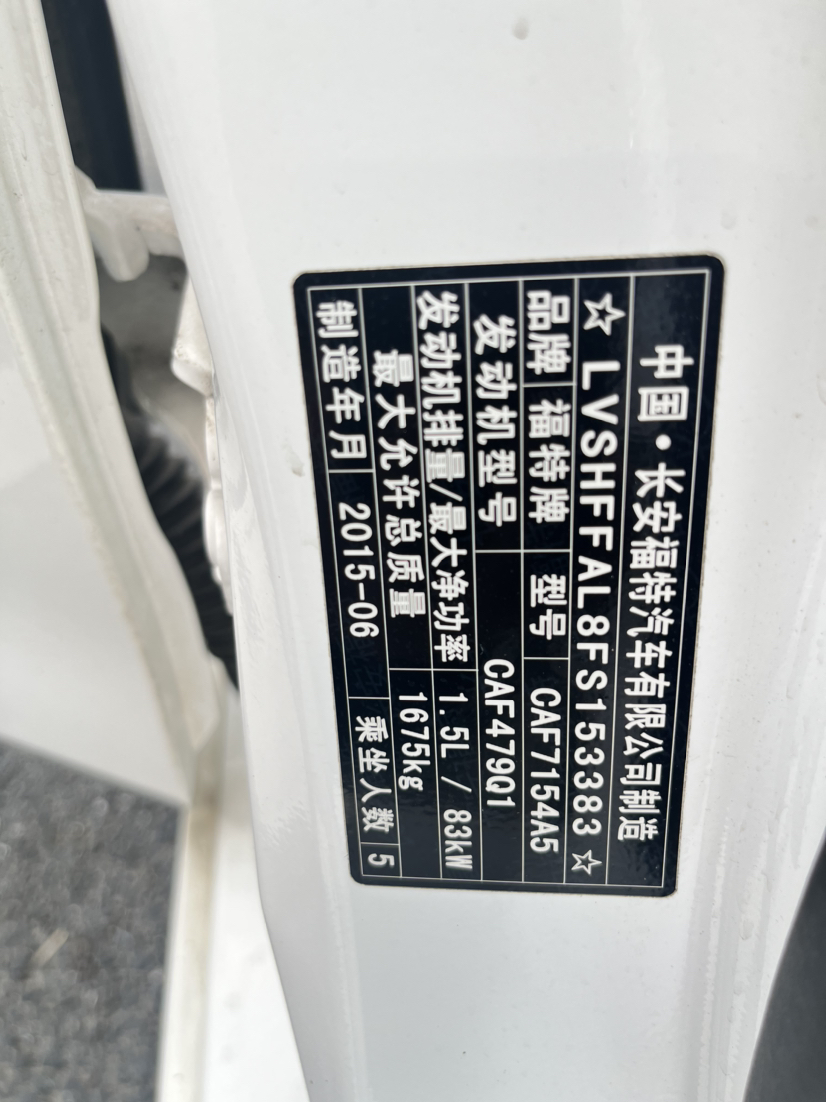 中国·长安福特汽车有限公司制造
☆ LVSHFFAL8FS153383 ☆
品牌 福特牌 型号 CAF7154A5
发动机型号 CAF479Q1
发动机排量/最大净功率 1.5L / 83kW
最大允许总质量 1675kg
制造年月 2015-06 乘坐人数 5